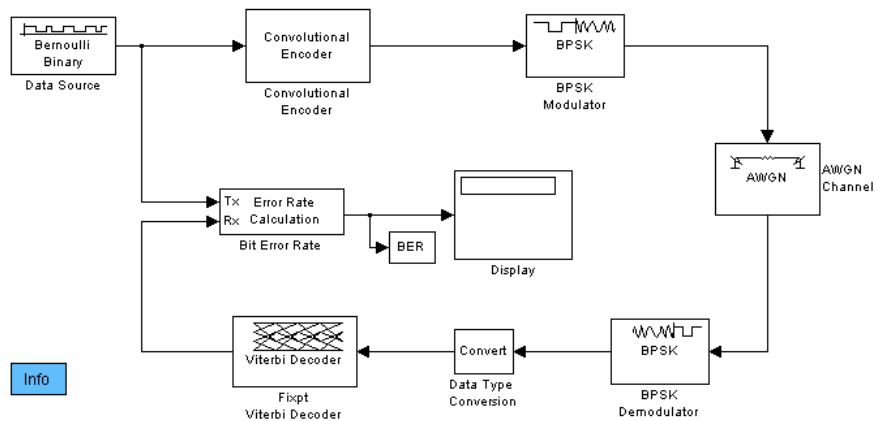 Bernoulli
Binary
Data Source
Convolutional
Encoder
Convolutional
Encoder
BPSK
BPSK
Modulator
AWGN
AWGN
Channel
Tx
Rx
Error Rate
Calculation
Bit Error Rate
BER
Display
Viterbi Decoder
Fixpt
Viterbi Decoder
Convert
Data Type
Conversion
BPSK
BPSK
Demodulator
Info